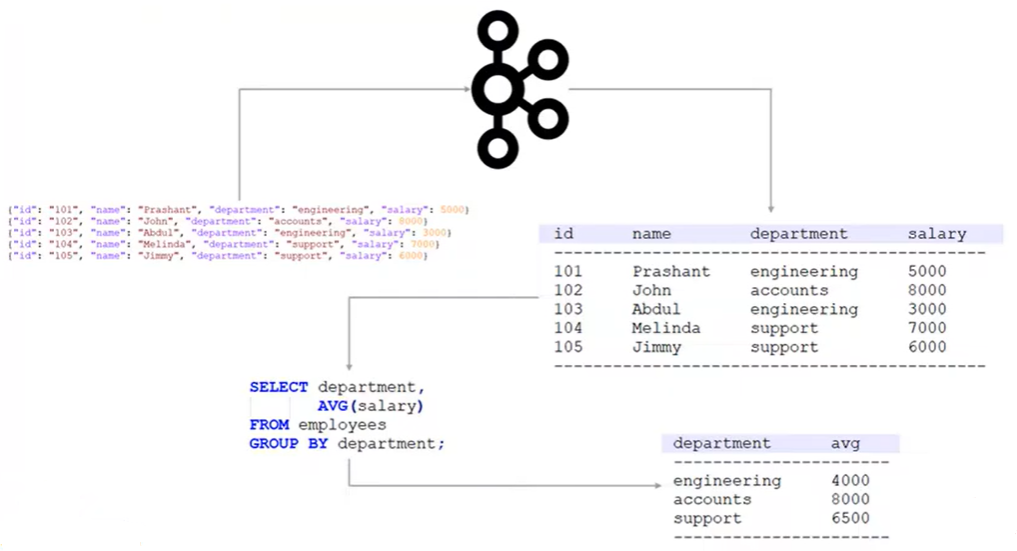 {"id": "101", "name": "Prashant", "department": "engineering", "salary": 5000}
{"id": "102", "name": "John", "department": "accounts", "salary": 8000}
{"id": "103", "name": "Abdul", "department": "engineering", "salary": 3000}
{"id": "104", "name": "Melinda", "department": "support", "salary": 7000}
{"id": "105", "name": "Jimmy", "department": "support", "salary": 6000}
id name department salary
101 Prashant engineering 5000
102 John accounts 8000
103 Abdul engineering 3000
104 Melinda support 7000
105 Jimmy support 6000
SELECT department,
AVG(salary)
FROM employees
GROUP BY department;
department avg
engineering 4000
accounts 8000
support 6500